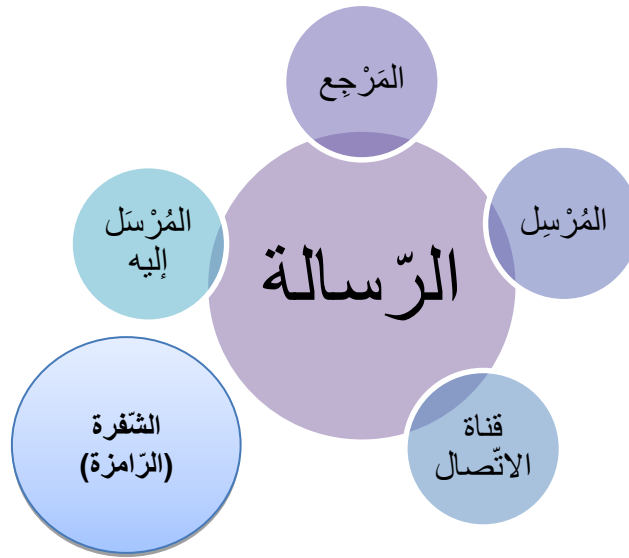 المَرْجِع
المُرْسِل
المُرْسَل
إليه
الرّسالة
قناة
الاتّصال
الشّفرة
(الرّامزة)